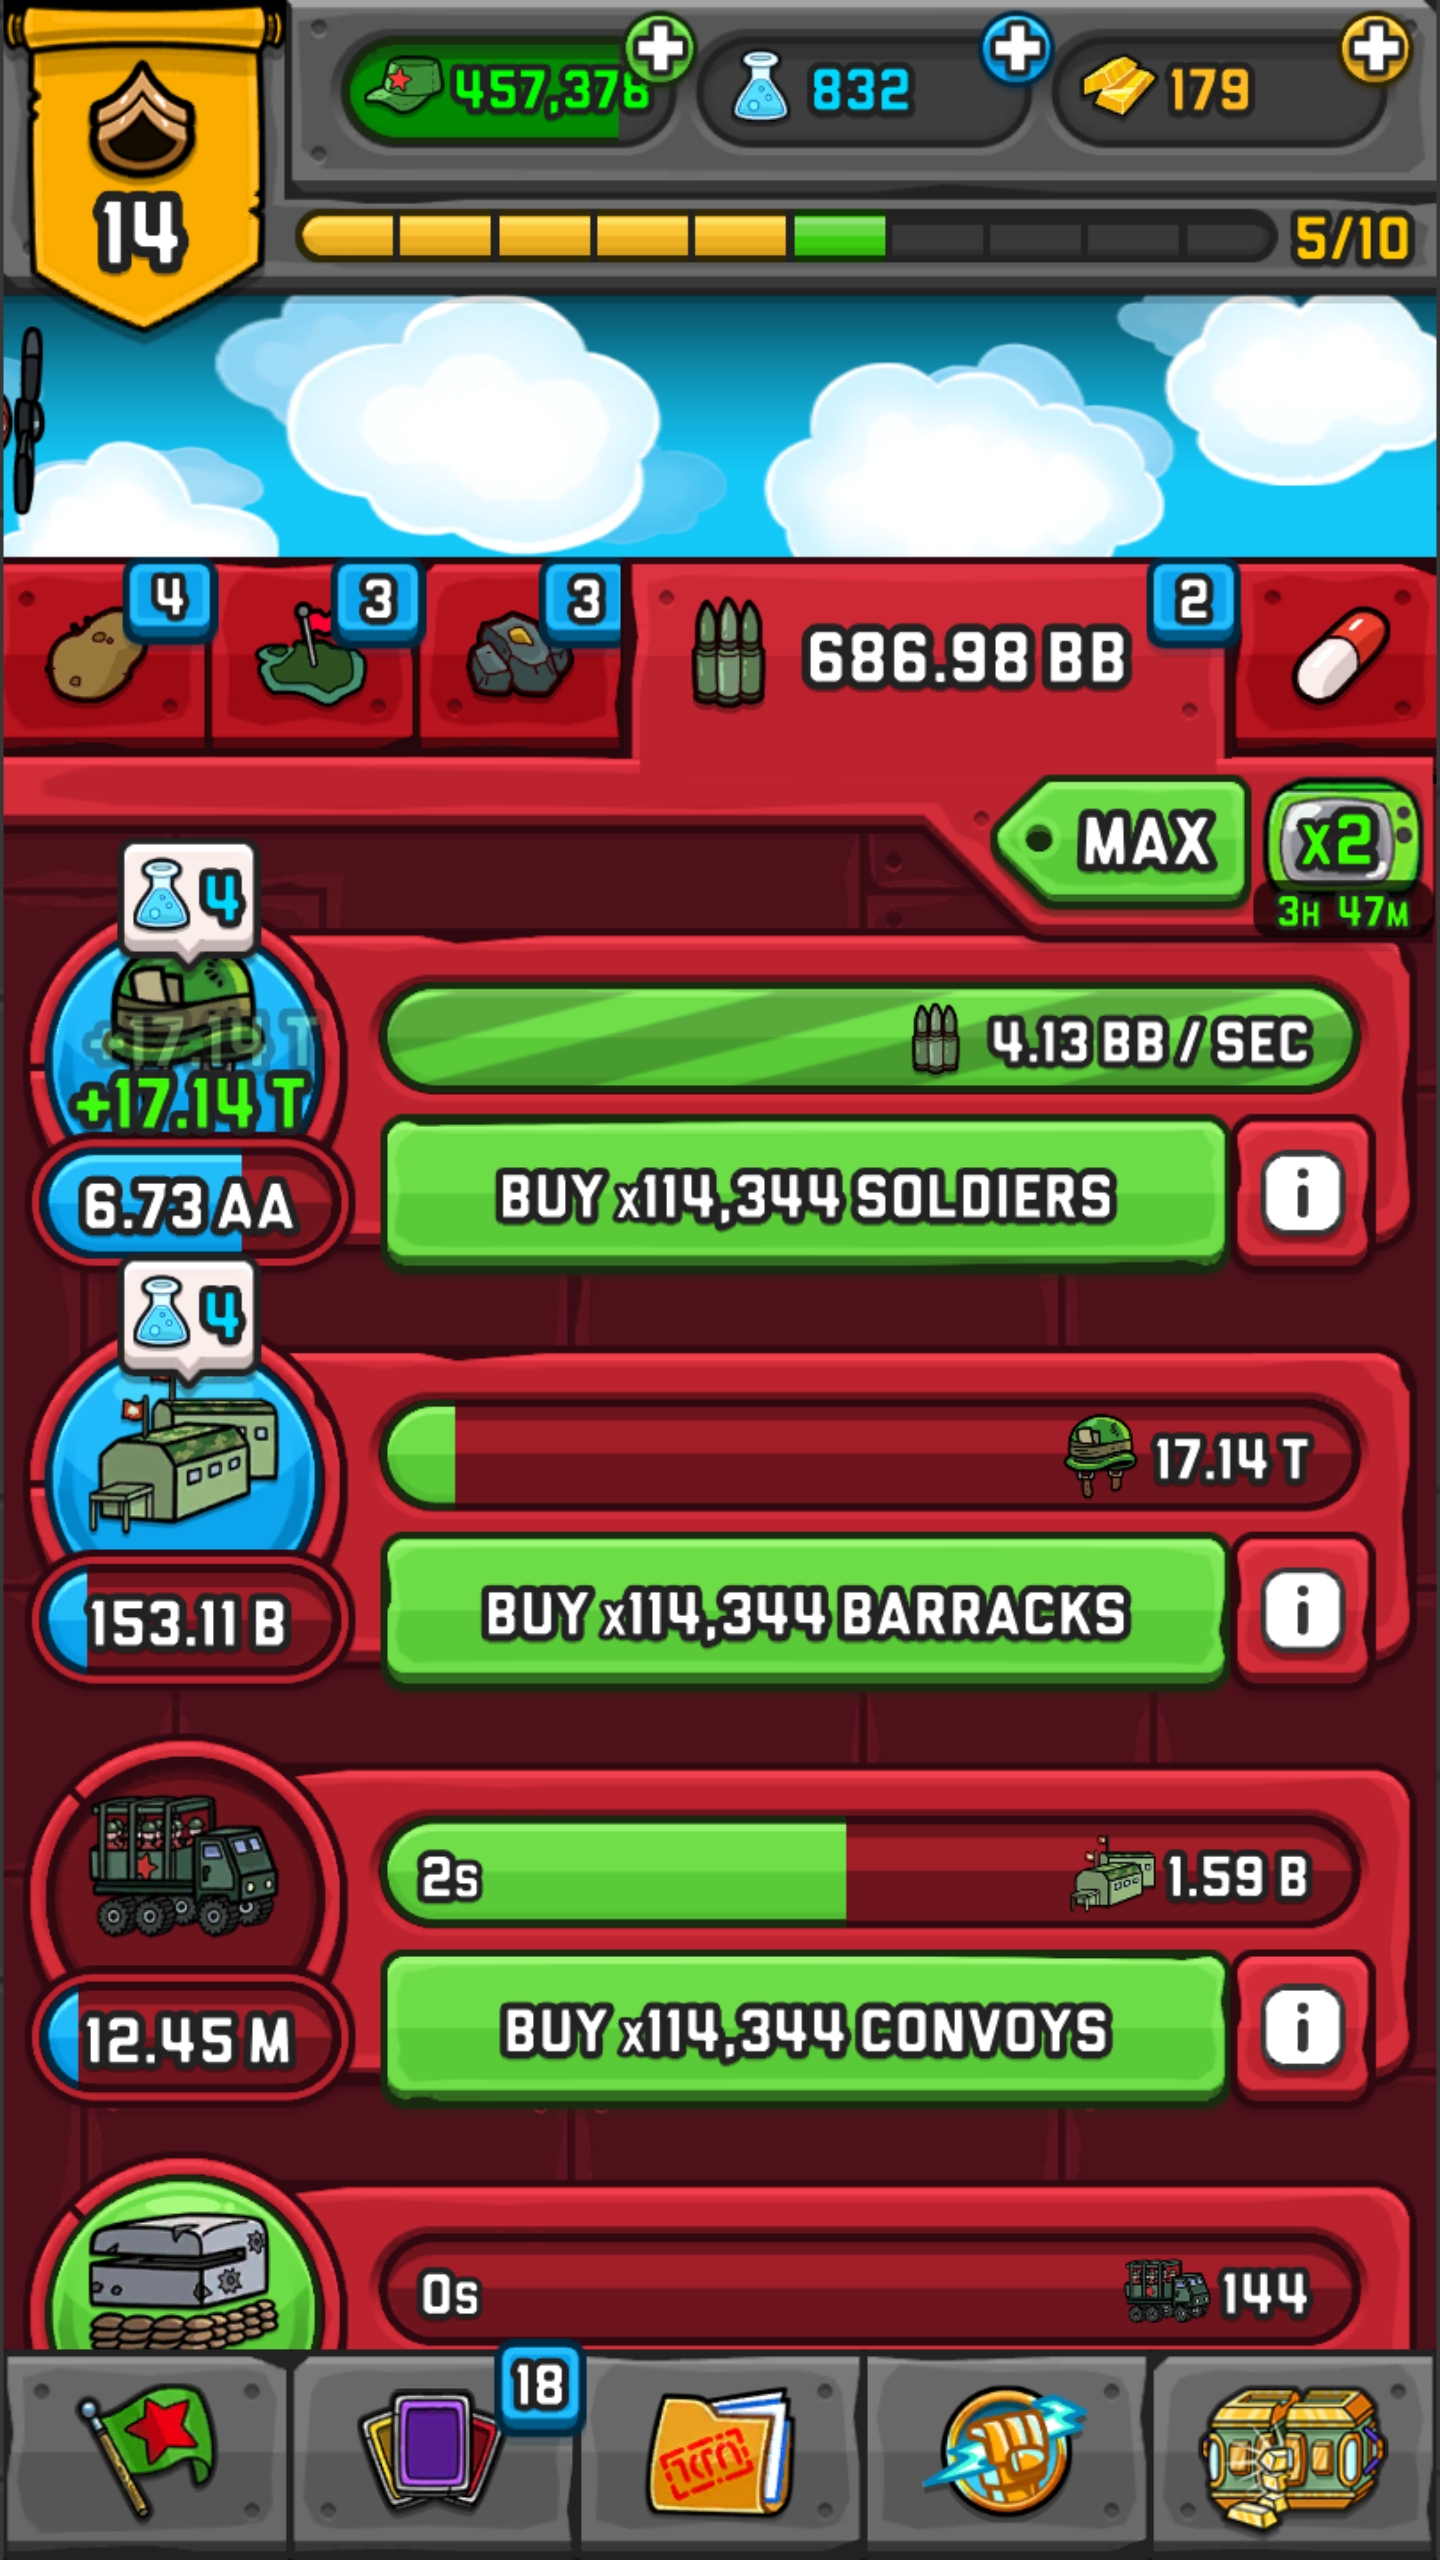 457,378
832
179
14
5/10
4
3
3
686.98 BB
2
MAX
x2
3H 47M
4
+17.14 T
+17.14 T
4.13 BB / SEC
6.73 AA
BUY x114,344 SOLDIERS
i
4
17.14 T
153.11 B
BUY x114,344 BARRACKS
i
2s
1.59 B
12.45 M
BUY x114,344 CONVOYS
i
0s
144
18